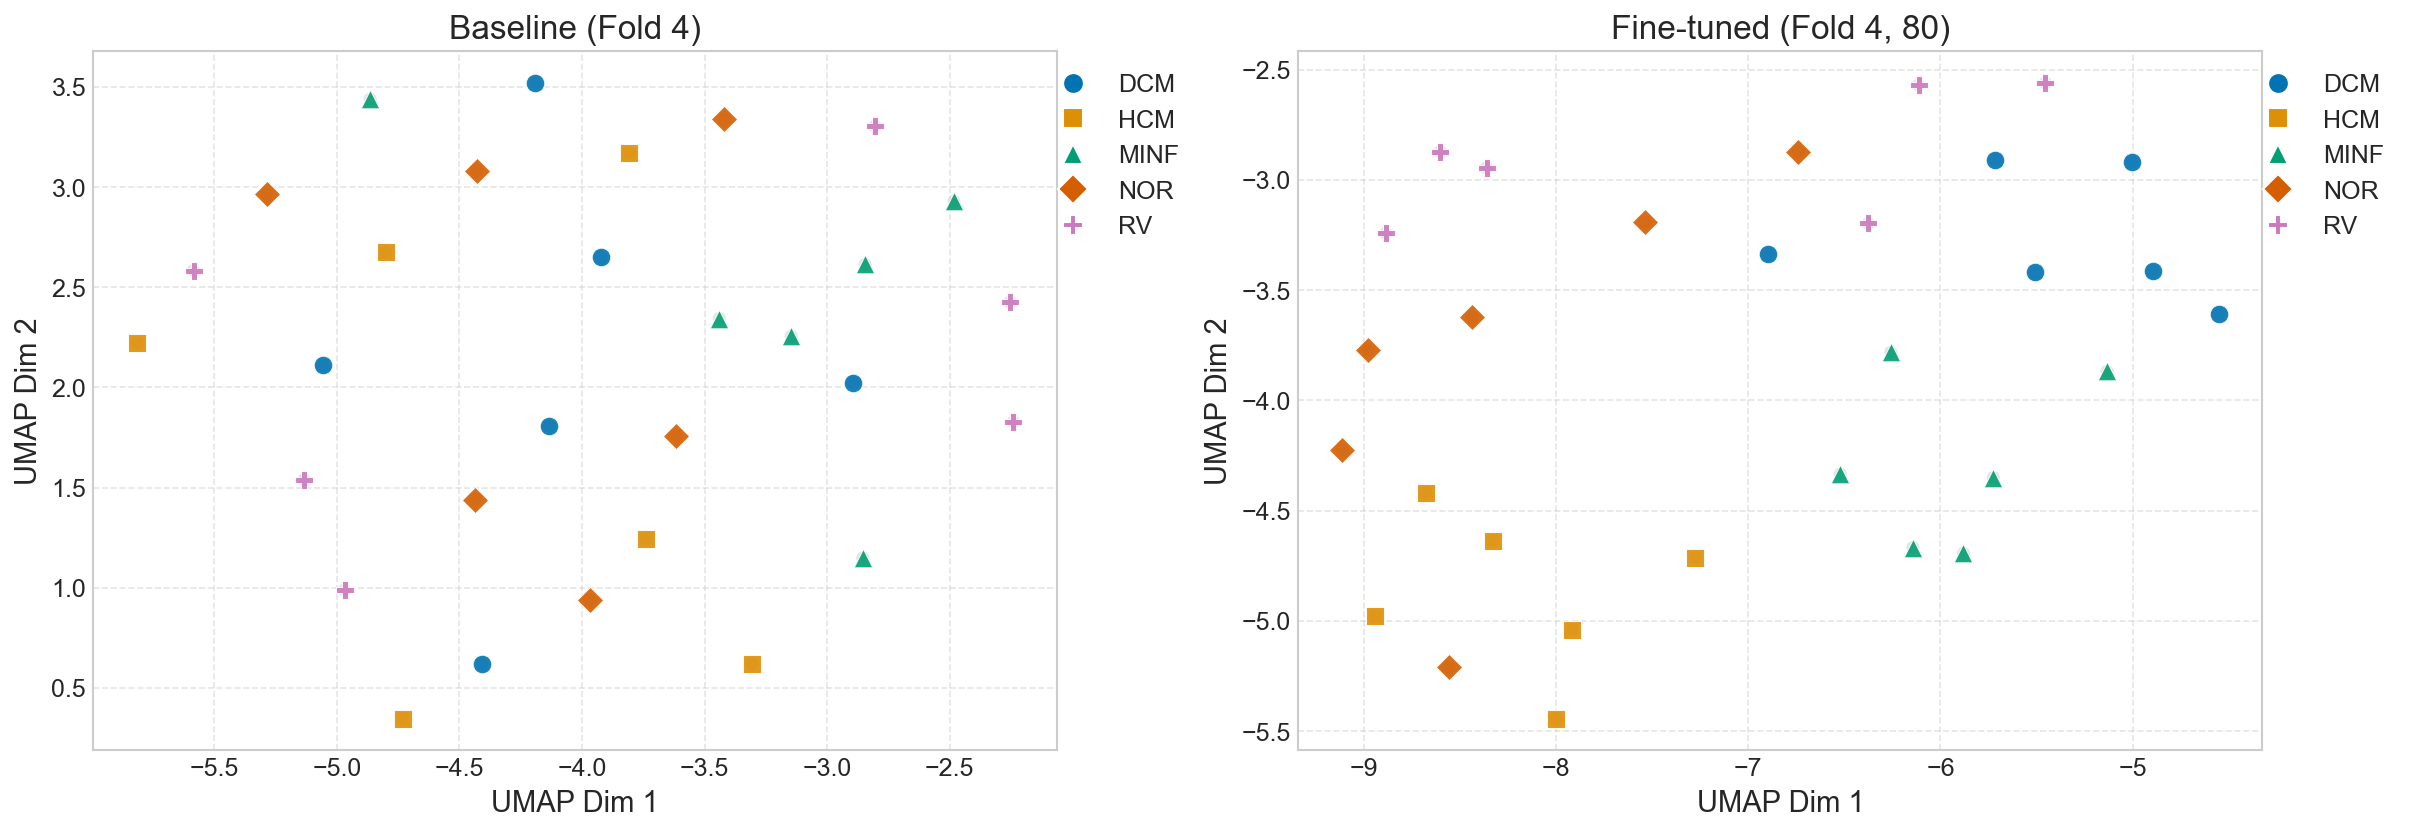 Baseline (Fold 4)
3.5
3.0
2.5
2.0
1.5
1.0
0.5
UMAP Dim 2
−5.5 −5.0 −4.5 −4.0 −3.5 −3.0 −2.5
UMAP Dim 1
DCM
HCM
MINF
NOR
RV
Fine-tuned (Fold 4, 80)
−2.5
−3.0
−3.5
−4.0
−4.5
−5.0
−5.5
UMAP Dim 2
−9 −8 −7 −6 −5
UMAP Dim 1
DCM
HCM
MINF
NOR
RV